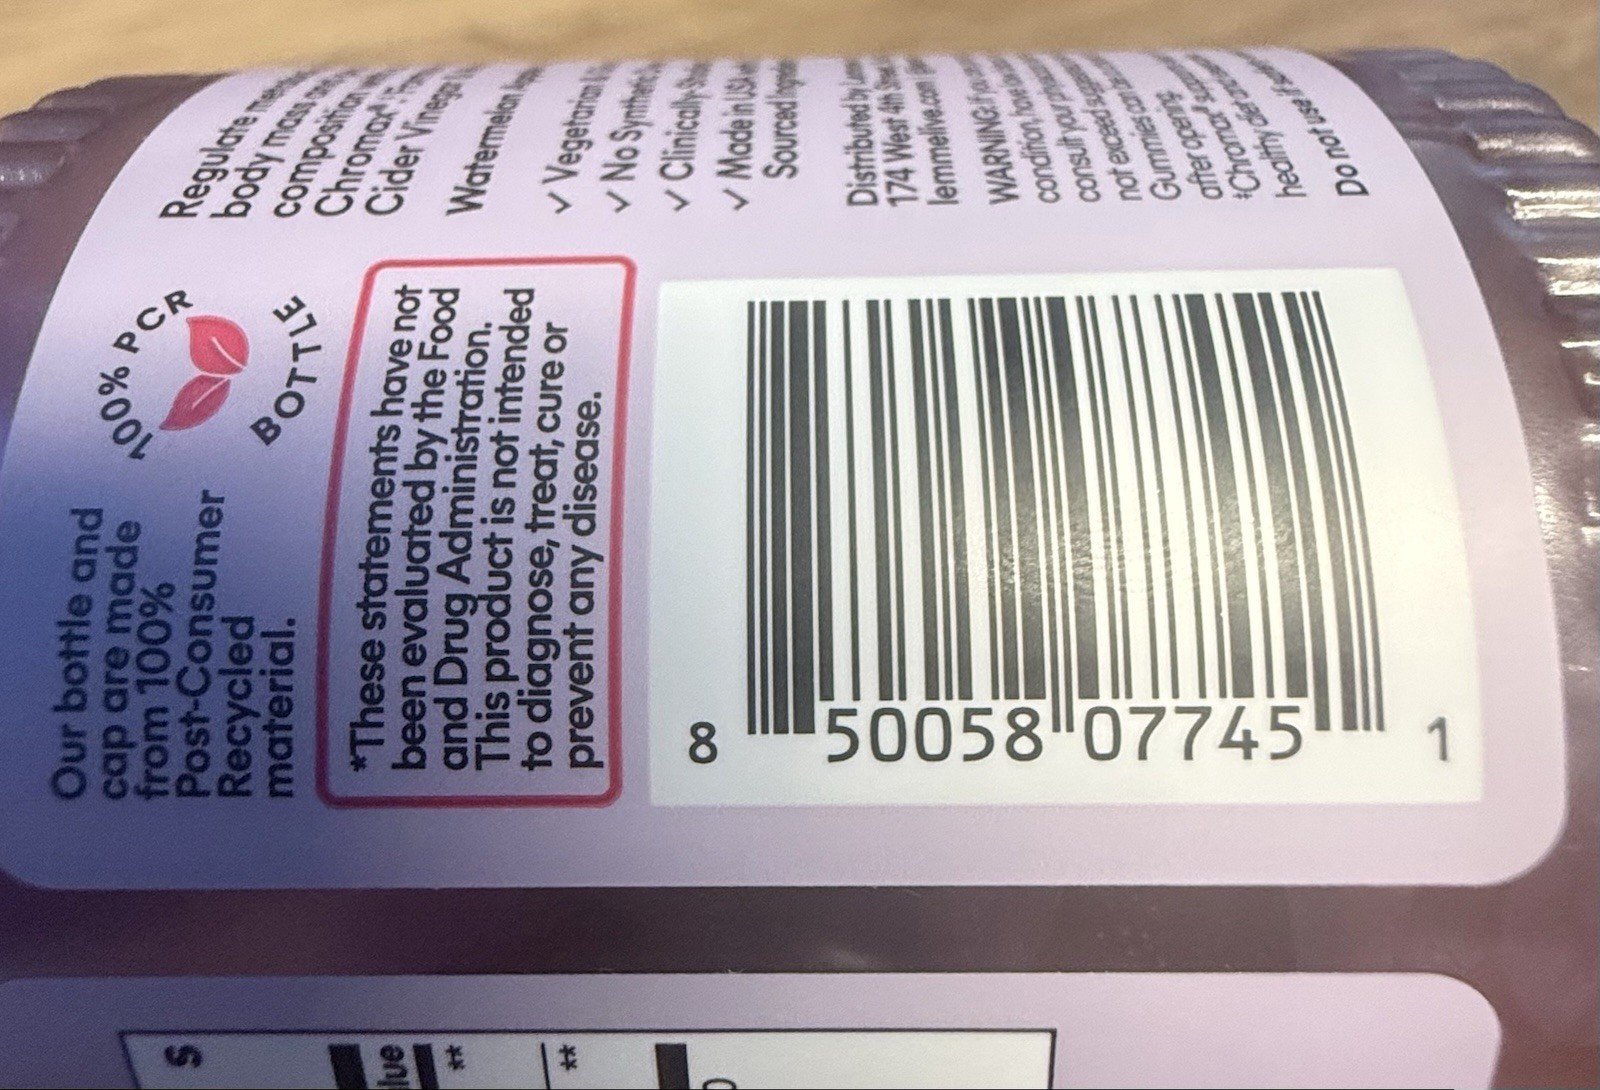 Our bottle and
cap are made
from 100%
Post-Consumer
Recycled
material.
100% PCR
BOTTLE
*These statements have not
been evaluated by the Food
and Drug Administration.
This product is not intended
to diagnose, treat, cure or
prevent any disease.
8 50058 07745 1
Regulate
body mass
composition
Chromax®
Cider Vinegar
Watermelon
✓ Vegetarian
✓ No Synthetic
✓ Clinically
✓ Made in USA
Sourced
Distributed by
174 West 4th
lemmelive.com |
WARNING: If you
condition, have
consult your
not exceed
Gummies can
after opening.
‡Chromax®
healthy diet
Do not use if
S
lue
**
**